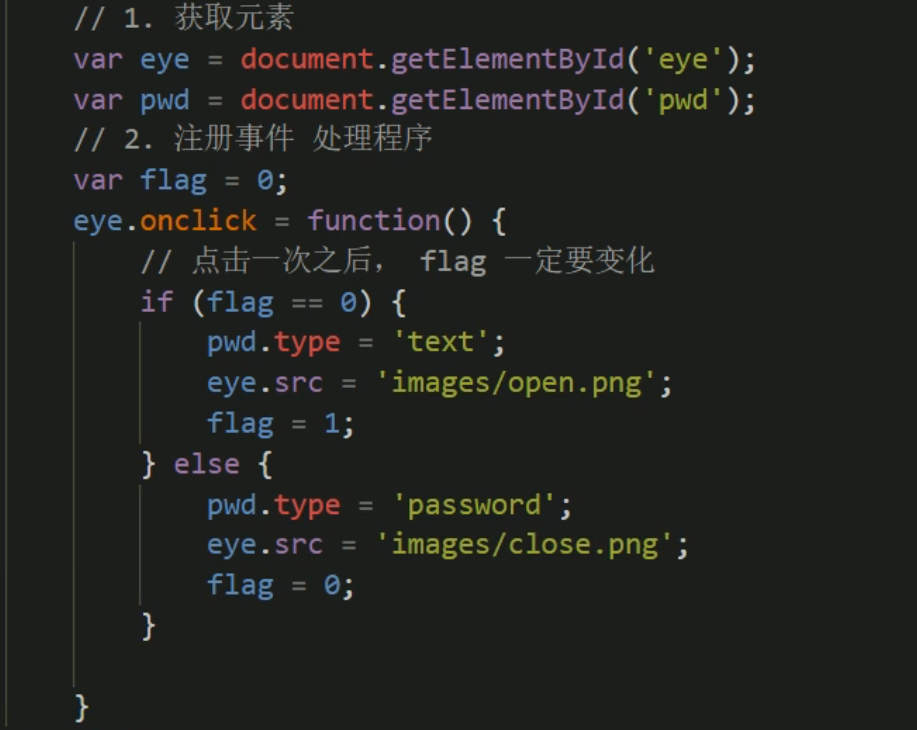 // 1. 获取元素
var eye = document.getElementById('eye');
var pwd = document.getElementById('pwd');
// 2. 注册事件 处理程序
var flag = 0;
eye.onclick = function() {
// 点击一次之后， flag 一定要变化
if (flag == 0) {
pwd.type = 'text';
eye.src = 'images/open.png';
flag = 1;
} else {
pwd.type = 'password';
eye.src = 'images/close.png';
flag = 0;
}
}